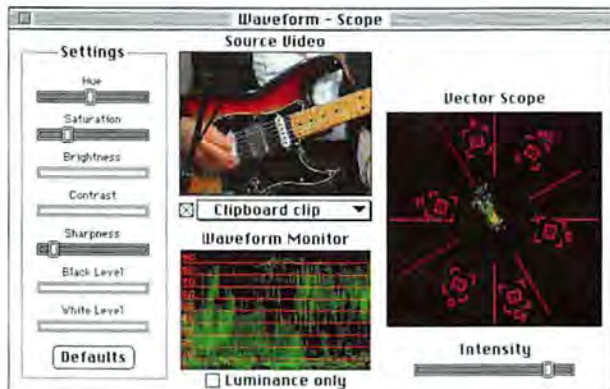 Waveform - Scope
Settings
Hue
Saturation
Brightness
Contrast
Sharpness
Black Level
White Level
Defaults
Source Video
Clipboard clip
Waveform Monitor
Luminance only
Vector Scope
Intensity